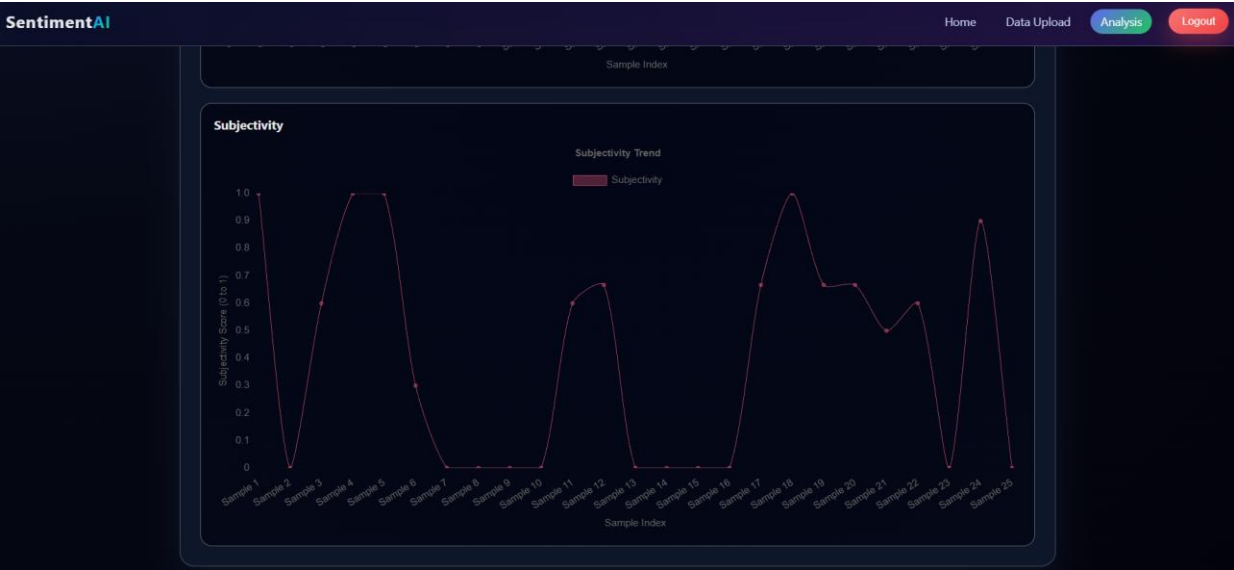 SentimentAI
Home Data Upload Analysis Logout
Sample Index
Subjectivity
Subjectivity Trend
Subjectivity
Subjectivity Score (0 to 1)
1.0
0.9
0.8
0.7
0.6
0.5
0.4
0.3
0.2
0.1
0
Sample 1
Sample 2
Sample 3
Sample 4
Sample 5
Sample 6
Sample 7
Sample 8
Sample 9
Sample 10
Sample 11
Sample 12
Sample 13
Sample 14
Sample 15
Sample 16
Sample 17
Sample 18
Sample 19
Sample 20
Sample 21
Sample 22
Sample 23
Sample 24
Sample 25
Sample Index